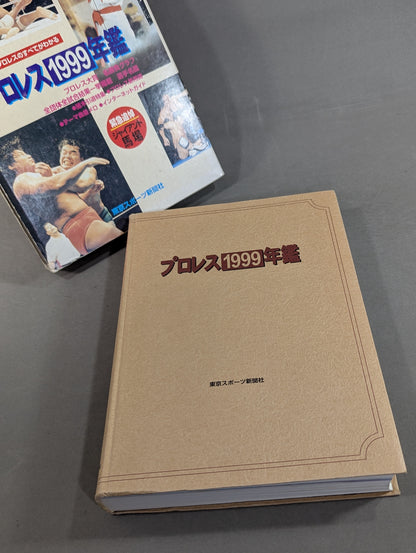 プロレスのすべてがわかる
プロレス1999年鑑
プロレス大賞
全団体全試合結果一挙掲載
●インターネットガイド
緊急追悼
ジャイアント
馬場
東京スポーツ新聞社
プロレス1999年鑑
東京スポーツ新聞社